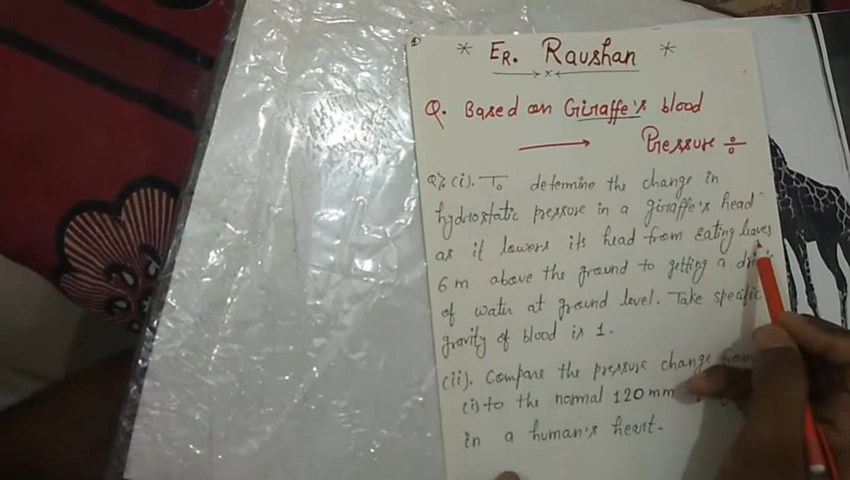 * ER. Raushan *
Q. Based on Giraffe's blood
Pressure ÷
Q/. (i). To determine the change in
hydrostatic pressure in a giraffe's head
as it lowers its head from eating leaves
6 m above the ground to getting a
of water at ground level. Take specific
gravity of blood is 1.
(ii). Compare the pressure change from
(i) to the normal 120 mm
in a human's heart.